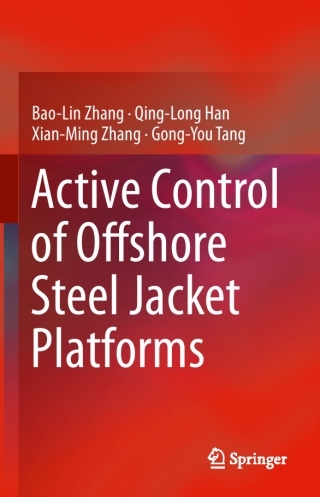 Bao-Lin Zhang · Qing-Long Han
Xian-Ming Zhang · Gong-You Tang
Active Control
of Offshore
Steel Jacket
Platforms
Springer